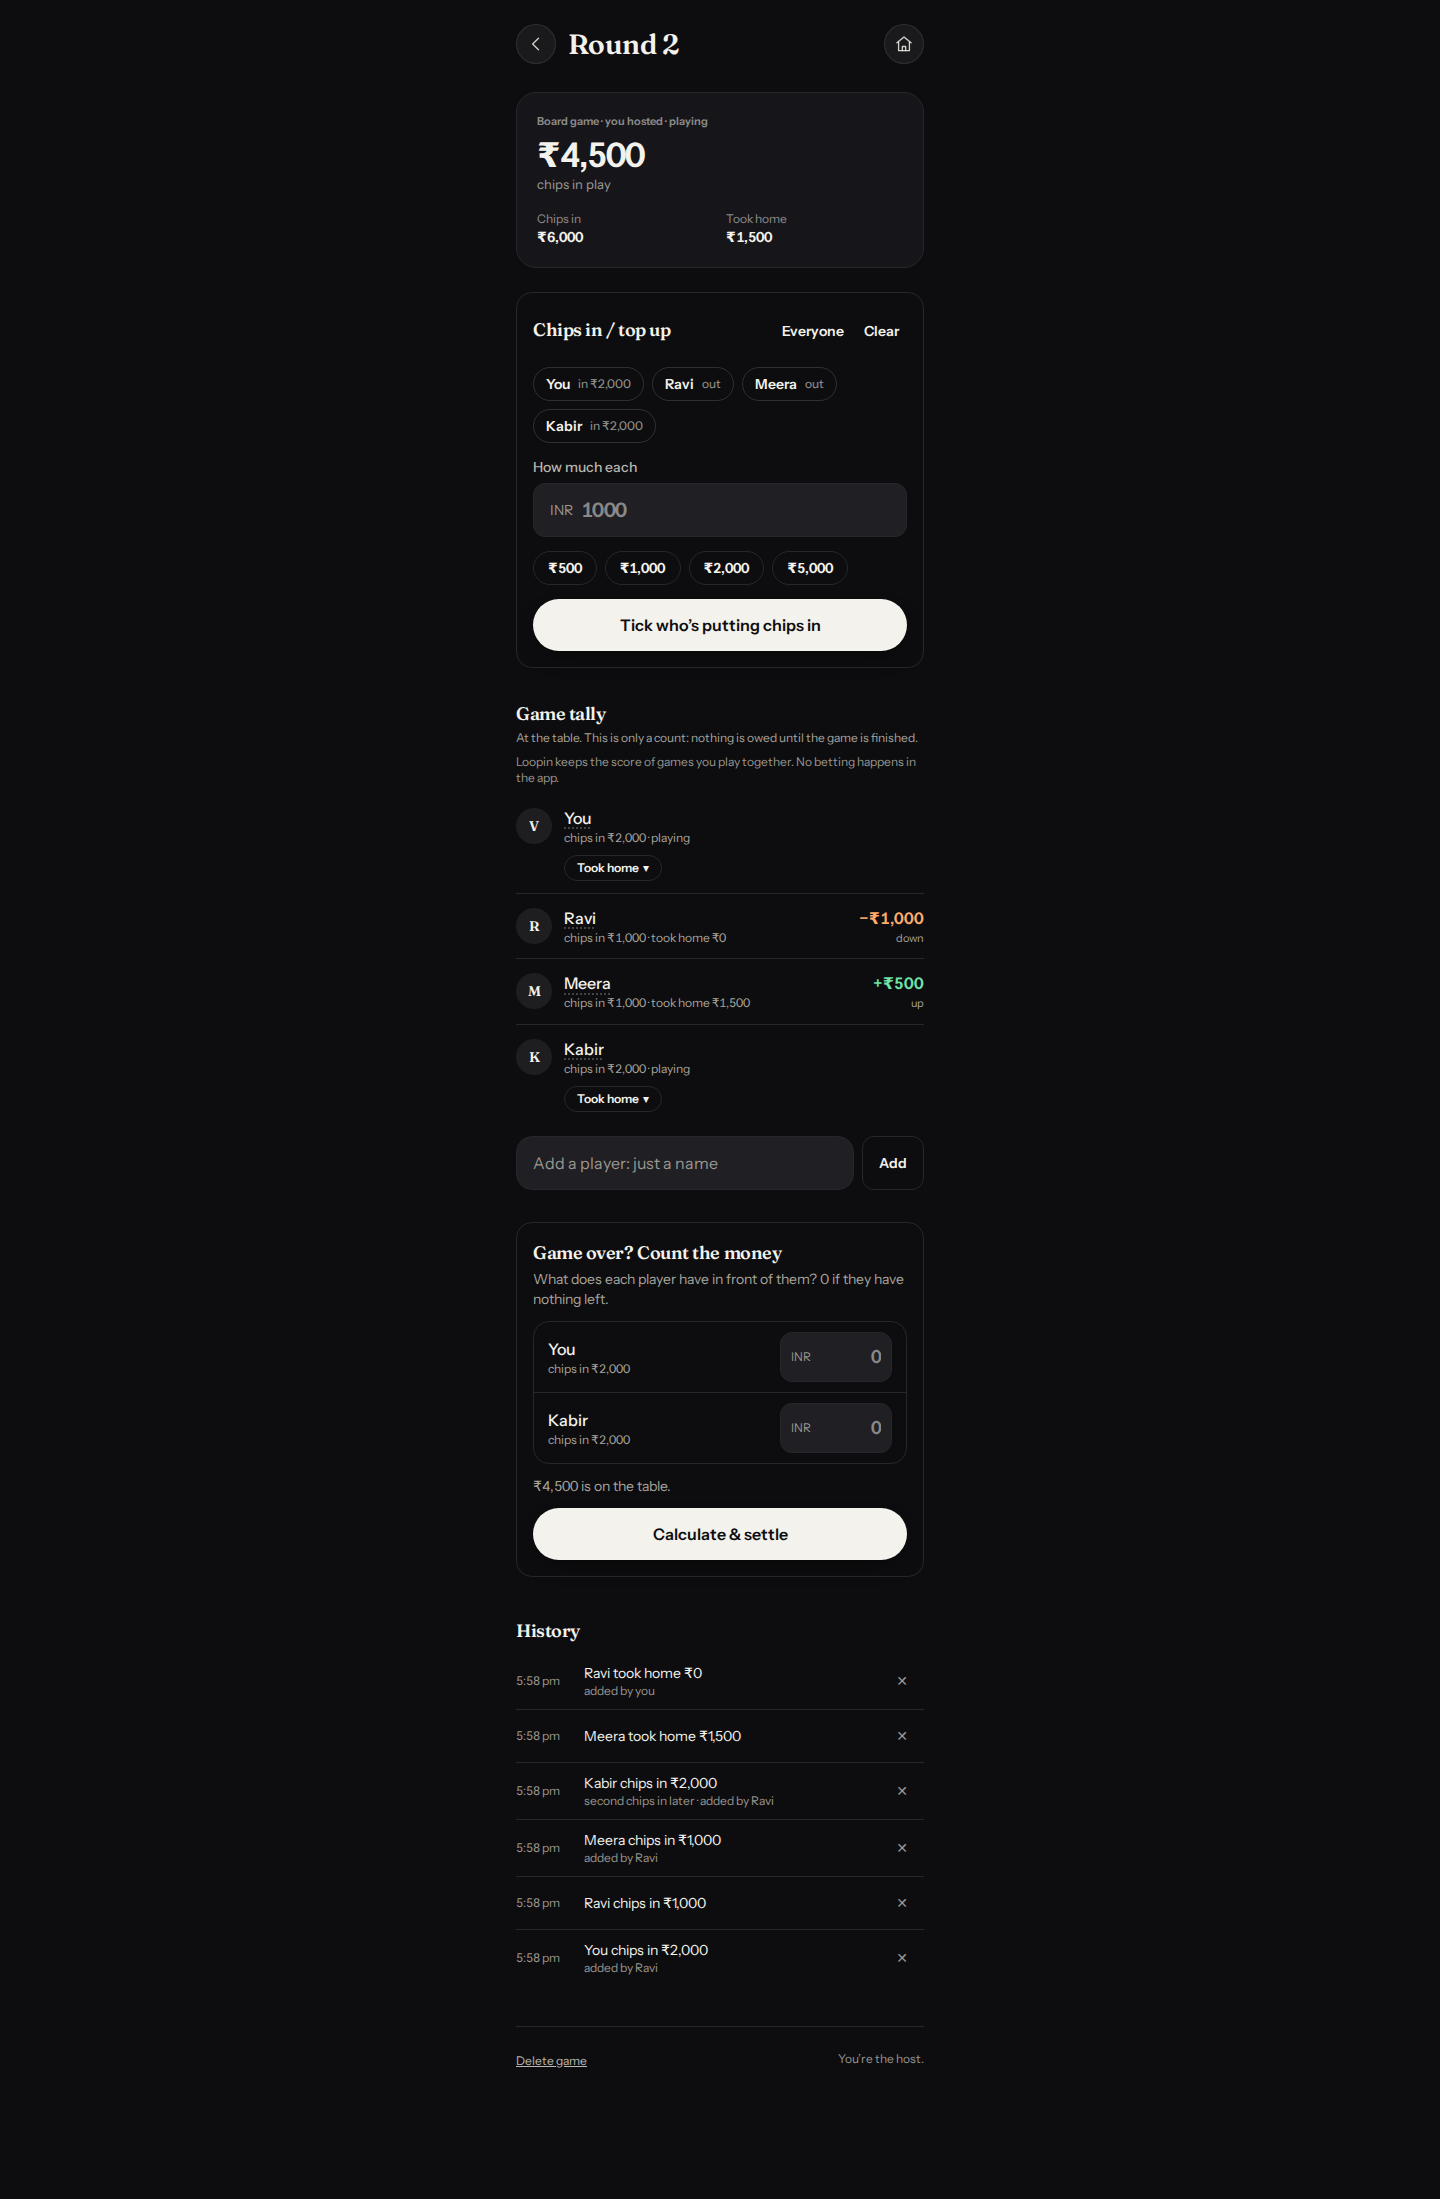 Round 2
Board game · you hosted · playing
₹4,500
chips in play
Chips in
Took home
₹6,000
₹1,500
Chips in / top up
Everyone
Clear
You in ₹2,000
Ravi out
Meera out
Kabir in ₹2,000
How much each
INR 1000
₹500
₹1,000
₹2,000
₹5,000
Tick who's putting chips in
Game tally
At the table. This is only a count: nothing is owed until the game is finished.
Loopin keeps the score of games you play together. No betting happens in
the app.
V
You
chips in ₹2,000 · playing
Took home ▾
R
Ravi
chips in ₹1,000 · took home ₹0
−₹1,000
down
M
Meera
chips in ₹1,000 · took home ₹1,500
+₹500
up
K
Kabir
chips in ₹2,000 · playing
Took home ▾
Add a player: just a name
Add
Game over? Count the money
What does each player have in front of them? 0 if they have
nothing left.
You
chips in ₹2,000
INR 0
Kabir
chips in ₹2,000
INR 0
₹4,500 is on the table.
Calculate & settle
History
5:58 pm
Ravi took home ₹0
added by you
✕
5:58 pm
Meera took home ₹1,500
✕
5:58 pm
Kabir chips in ₹2,000
second chips in later · added by Ravi
✕
5:58 pm
Meera chips in ₹1,000
added by Ravi
✕
5:58 pm
Ravi chips in ₹1,000
✕
5:58 pm
You chips in ₹2,000
added by Ravi
✕
Delete game
You're the host.